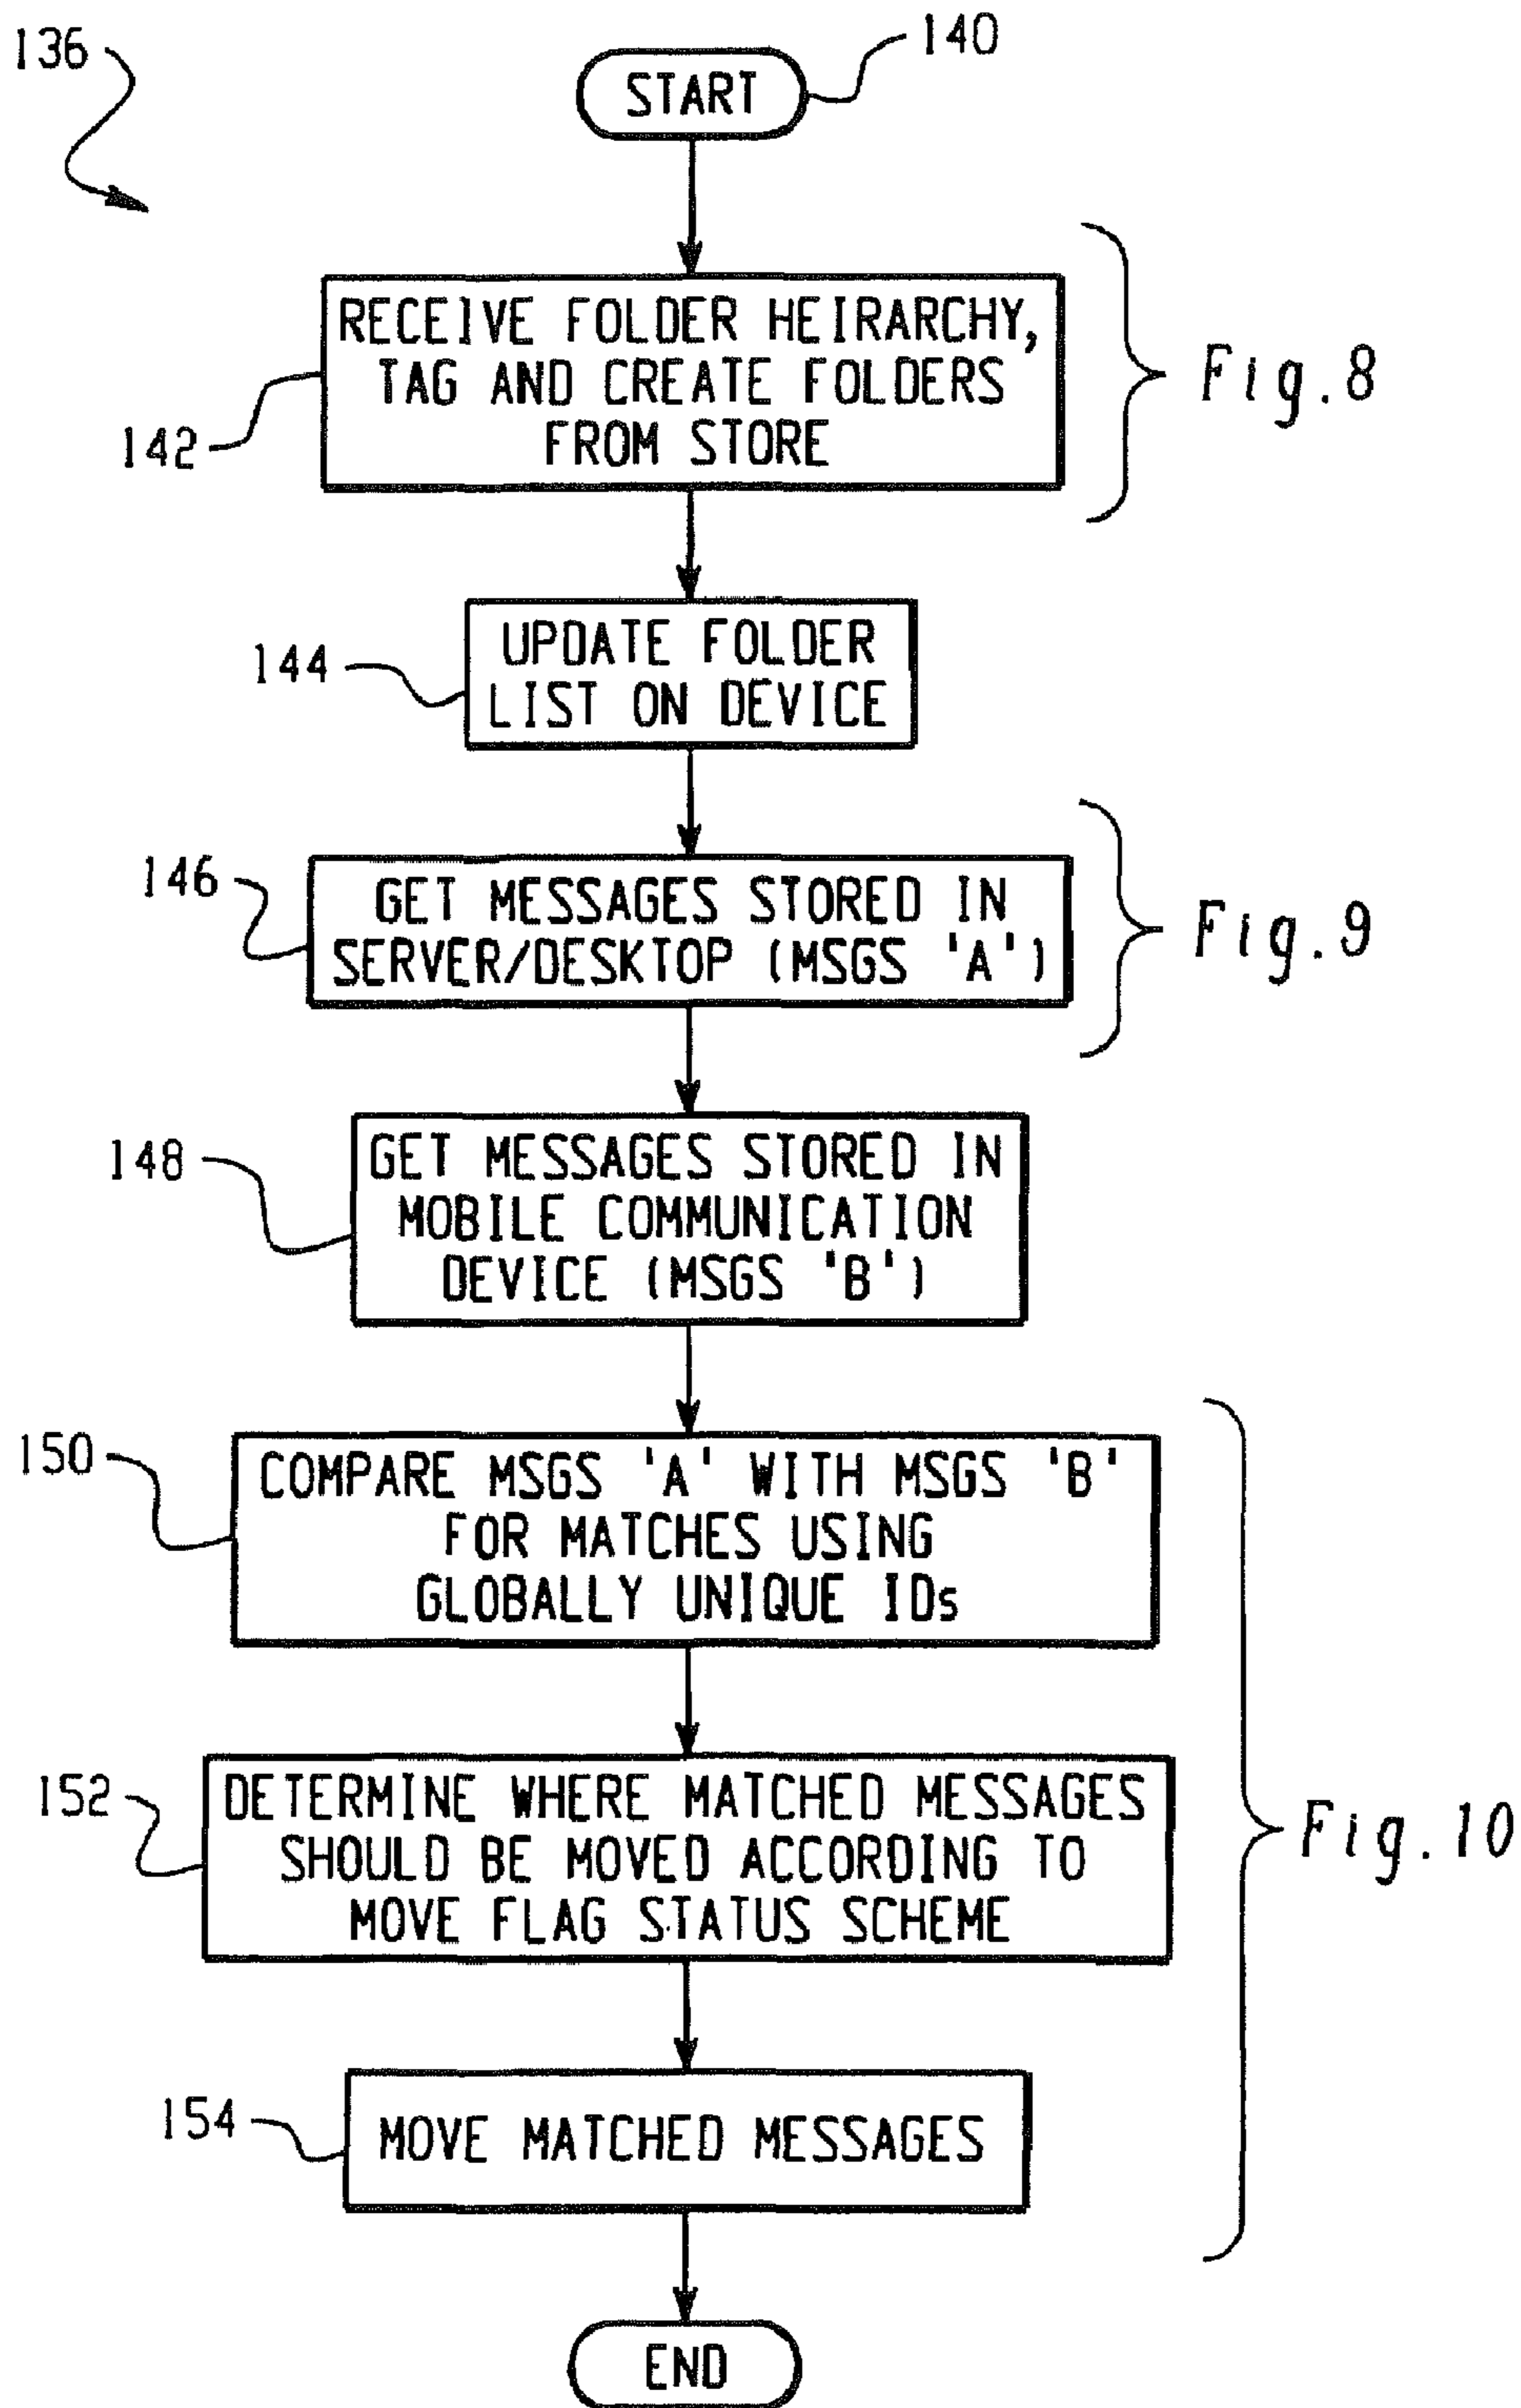 136
START
140
RECEIVE FOLDER HEIRARCHY,
TAG AND CREATE FOLDERS
FROM STORE
142
Fig.8
UPDATE FOLDER
LIST ON DEVICE
144
GET MESSAGES STORED IN
SERVER/DESKTOP (MSGS 'A')
146
Fig.9
GET MESSAGES STORED IN
MOBILE COMMUNICATION
DEVICE (MSGS 'B')
148
COMPARE MSGS 'A' WITH MSGS 'B'
FOR MATCHES USING
GLOBALLY UNIQUE IDs
150
DETERMINE WHERE MATCHED MESSAGES
SHOULD BE MOVED ACCORDING TO
MOVE FLAG STATUS SCHEME
152
Fig.10
MOVE MATCHED MESSAGES
154
END